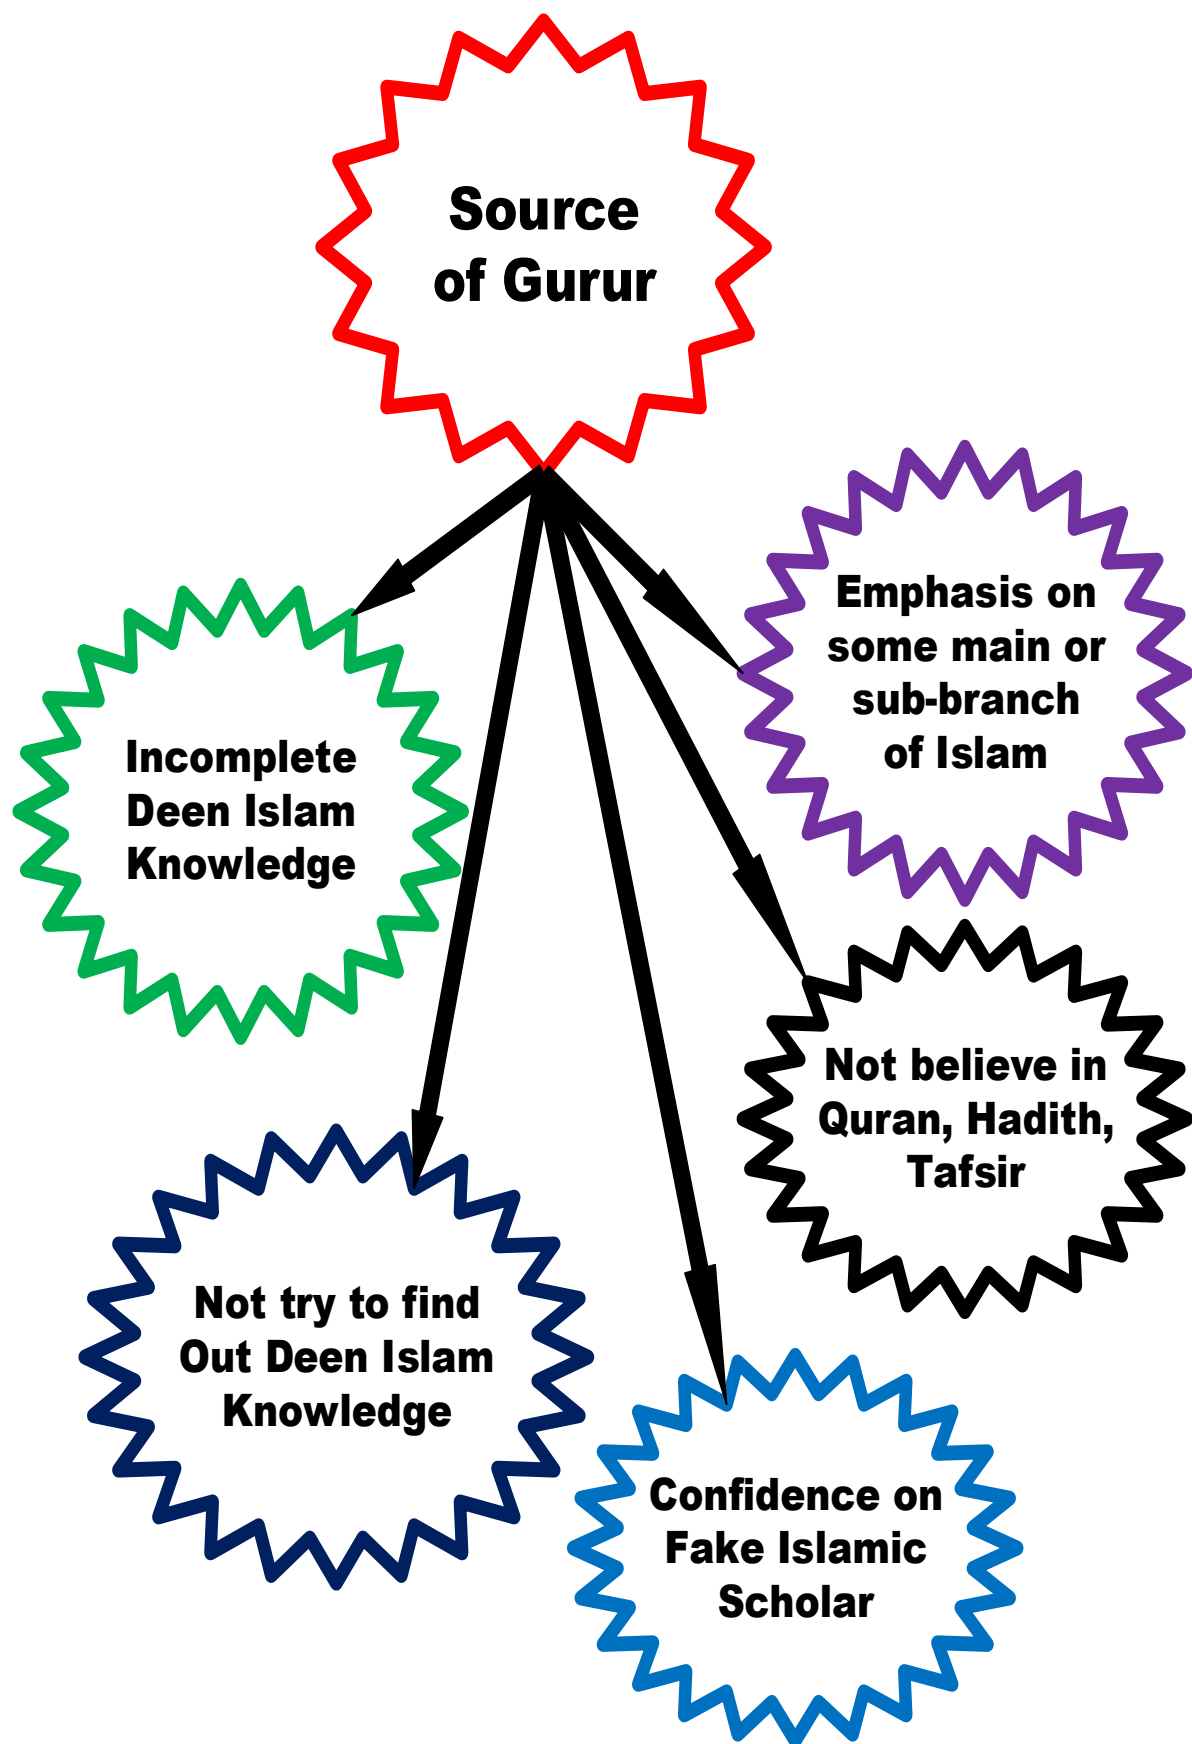 Source
of Gurur
Emphasis on
some main or
sub-branch
of Islam
Incomplete
Deen Islam
Knowledge
Not believe in
Quran, Hadith,
Tafsir
Not try to find
Out Deen Islam
Knowledge
Confidence on
Fake Islamic
Scholar